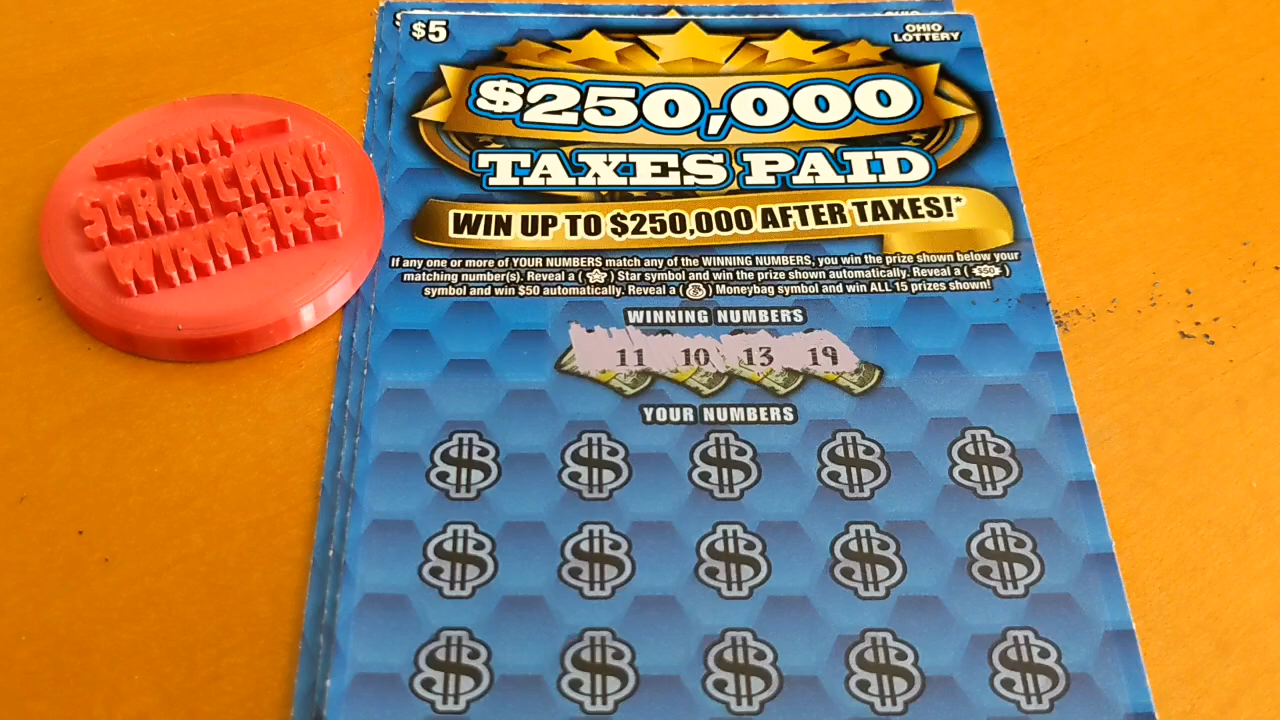 $5
OHIO
LOTTERY
$250,000
TAXES PAID
WIN UP TO $250,000 AFTER TAXES!*
If any one or more of YOUR NUMBERS match any of the WINNING NUMBERS, you win the prize shown below your
matching number(s). Reveal a ( ) Star symbol and win the prize shown automatically. Reveal a ( $50 )
symbol and win $50 automatically. Reveal a ( ) Moneybag symbol and win ALL 15 prizes shown!
WINNING NUMBERS
11 10 13 19
YOUR NUMBERS
$ $ $ $ $
$ $ $ $ $
$ $ $ $ $
ONLY
SCRATCHING
WINNERS